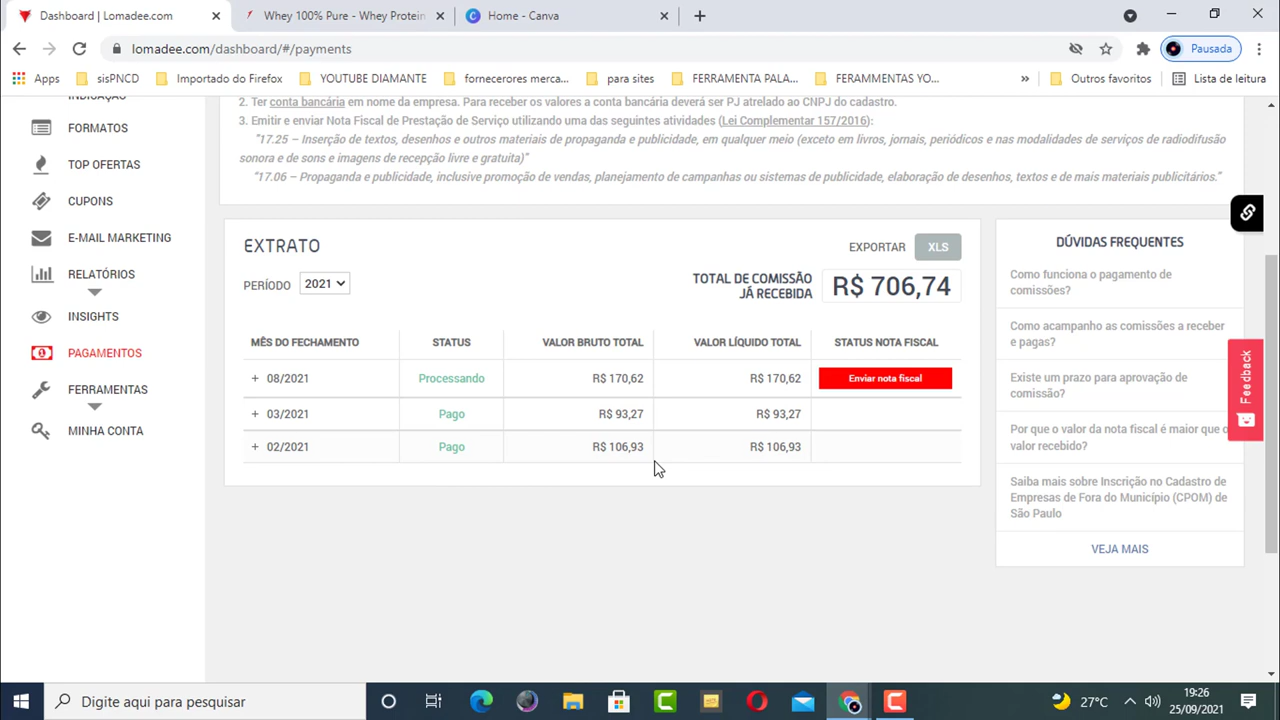 Dashboard | Lomadee.com
Whey 100% Pure - Whey Protein
Home - Canva
lomadee.com/dashboard/#/payments
Pausada
Apps
sisPNCD
Importado do Firefox
YOUTUBE DIAMANTE
fornecerores merca...
para sites
FERRAMENTA PALA...
FERAMMENTAS YO...
Outros favoritos
Lista de leitura
INDICAÇÃO
FORMATOS
TOP OFERTAS
CUPONS
E-MAIL MARKETING
RELATÓRIOS
INSIGHTS
PAGAMENTOS
FERRAMENTAS
MINHA CONTA
2. Ter conta bancária em nome da empresa. Para receber os valores a conta bancária deverá ser PJ atrelado ao CNPJ do cadastro.
3. Emitir e enviar Nota Fiscal de Prestação de Serviço utilizando uma das seguintes atividades (Lei Complementar 157/2016):
"17.25 – Inserção de textos, desenhos e outros materiais de propaganda e publicidade, em qualquer meio (exceto em livros, jornais, periódicos e nas modalidades de serviços de radiodifusão
sonora e de sons e imagens de recepção livre e gratuita)"
"17.06 – Propaganda e publicidade, inclusive promoção de vendas, planejamento de campanhas ou sistemas de publicidade, elaboração de desenhos, textos e de mais materiais publicitários."
EXTRATO
EXPORTAR XLS
PERÍODO 2021
TOTAL DE COMISSÃO
JÁ RECEBIDA
R$ 706,74
MÊS DO FECHAMENTO STATUS VALOR BRUTO TOTAL VALOR LÍQUIDO TOTAL STATUS NOTA FISCAL
+ 08/2021 Processando R$ 170,62 R$ 170,62 Enviar nota fiscal
+ 03/2021 Pago R$ 93,27 R$ 93,27
+ 02/2021 Pago R$ 106,93 R$ 106,93
DÚVIDAS FREQUENTES
Como funciona o pagamento de
comissões?
Como acompanho as comissões a receber
e pagas?
Existe um prazo para aprovação de
comissão?
Por que o valor da nota fiscal é maior que o
valor recebido?
Saiba mais sobre Inscrição no Cadastro de
Empresas de Fora do Município (CPOM) de
São Paulo
VEJA MAIS
Feedback
Digite aqui para pesquisar
27°C
19:26
25/09/2021